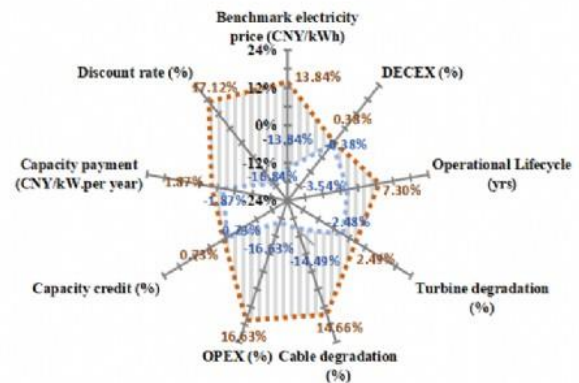 Benchmark electricity
price (CNY/kWh)
24%
Discount rate (%)
17.12%
12%
13.84%
DECEX (%)
0%
0.38%
-13.84%
-0.38%
Capacity payment
(CNY/kW.per year)
1.87%
-12%
-16.84%
-3.54%
Operational Lifecycle
(yrs)
7.30%
-1.87%
-24%
-2.48%
0.73%
-16.63%
-14.49%
2.49%
Capacity credit (%)
0.73%
Turbine degradation
(%)
16.63%
14.66%
OPEX (%)
Cable degradation
(%)